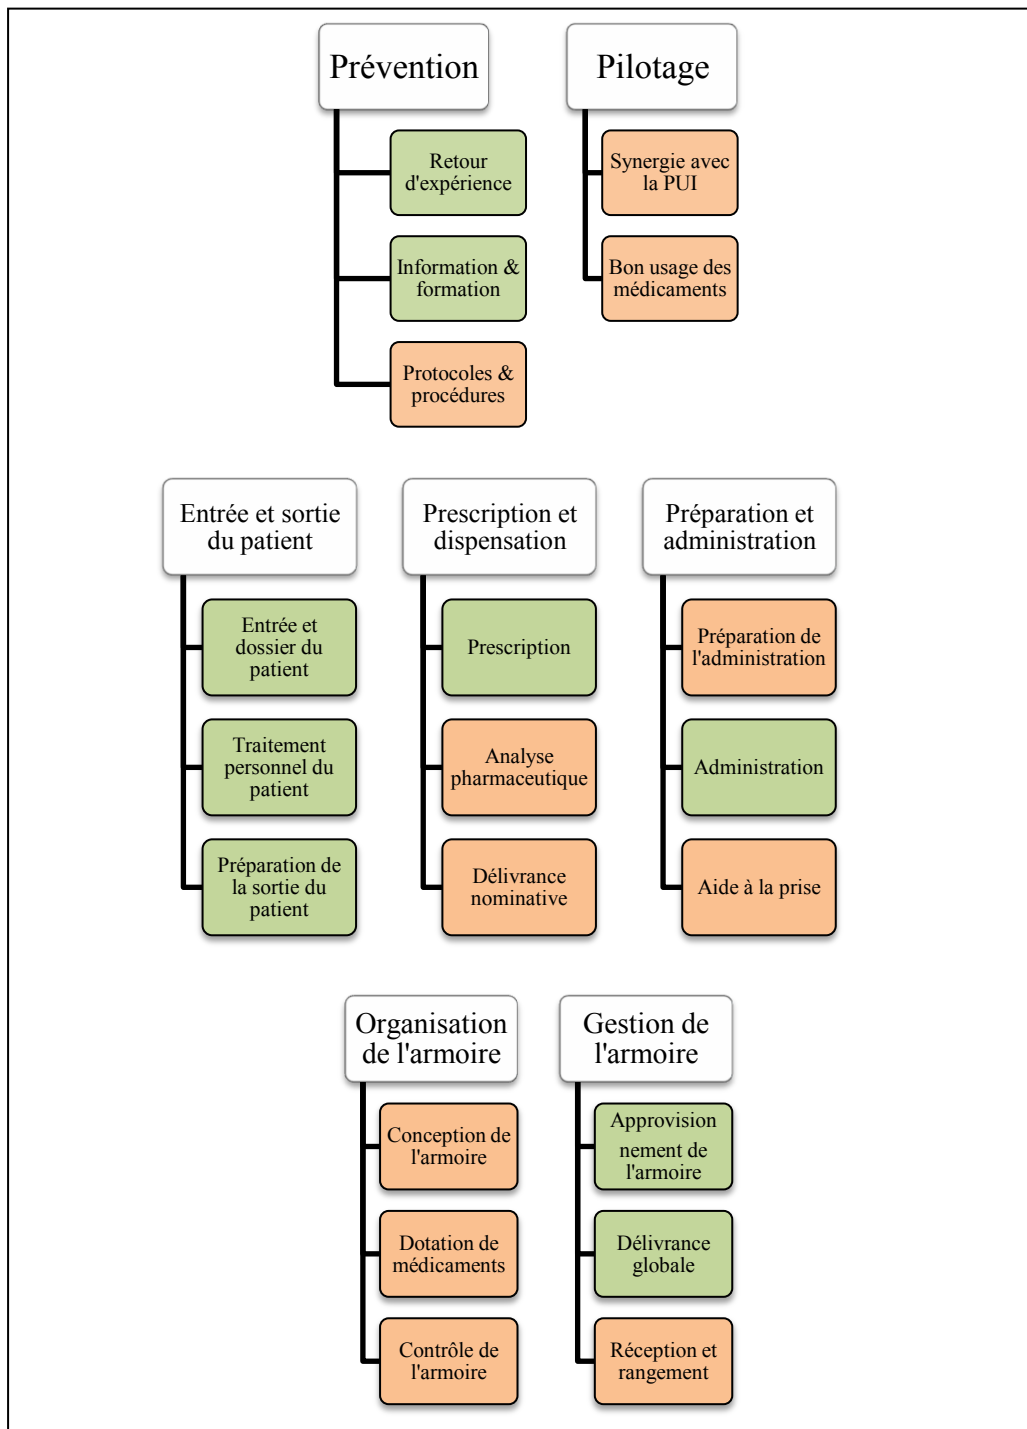 Prévention
Retour
d'expérience
Information &
formation
Protocoles &
procédures
Pilotage
Synergie avec
la PUI
Bon usage des
médicaments
Entrée et sortie
du patient
Entrée et
dossier du
patient
Traitement
personnel du
patient
Préparation de
la sortie du
patient
Prescription et
dispensation
Prescription
Analyse
pharmaceutique
Délivrance
nominative
Préparation et
administration
Préparation de
l'administration
Administration
Aide à la prise
Organisation
de l'armoire
Conception de
l'armoire
Dotation de
médicaments
Contrôle de
l'armoire
Gestion de
l'armoire
Approvision
nement de
l'armoire
Délivrance
globale
Réception et
rangement